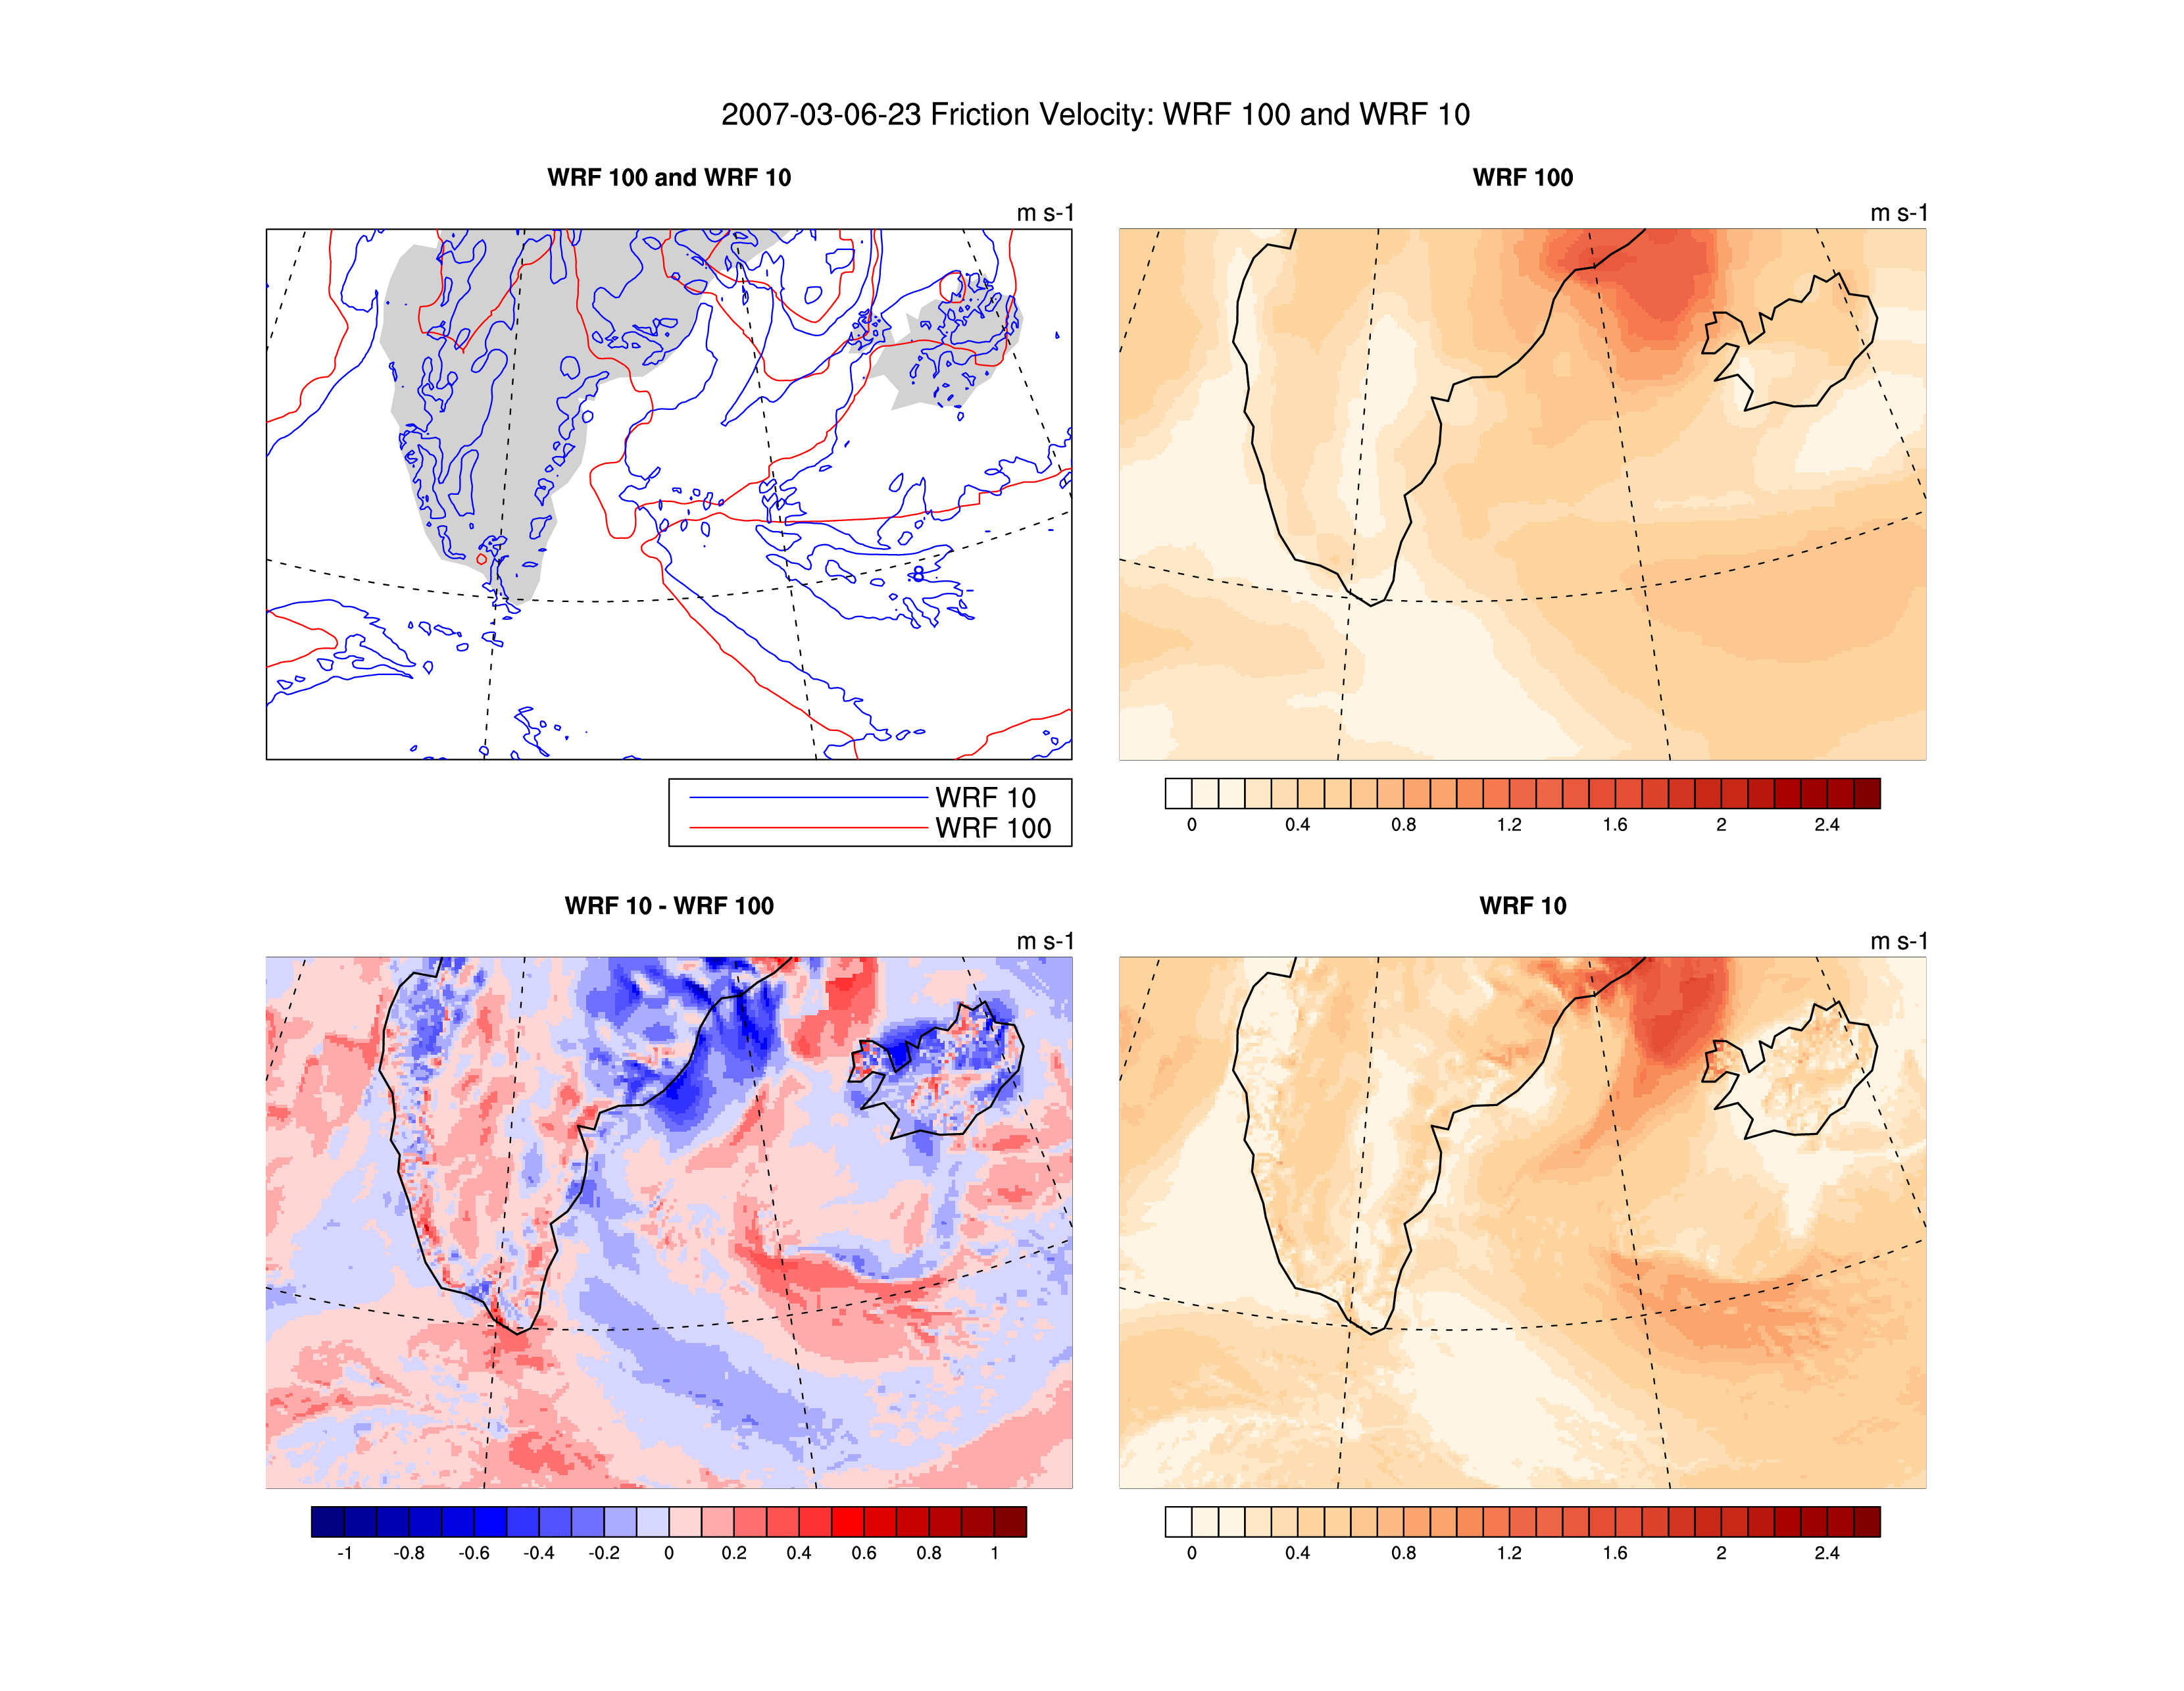 2007-03-06-23 Friction Velocity: WRF 100 and WRF 10
WRF 100 and WRF 10
m s-1
8
WRF 10
WRF 100
WRF 100
m s-1
0 0.4 0.8 1.2 1.6 2 2.4
WRF 10 - WRF 100
m s-1
-1 -0.8 -0.6 -0.4 -0.2 0 0.2 0.4 0.6 0.8 1
WRF 10
m s-1
0 0.4 0.8 1.2 1.6 2 2.4